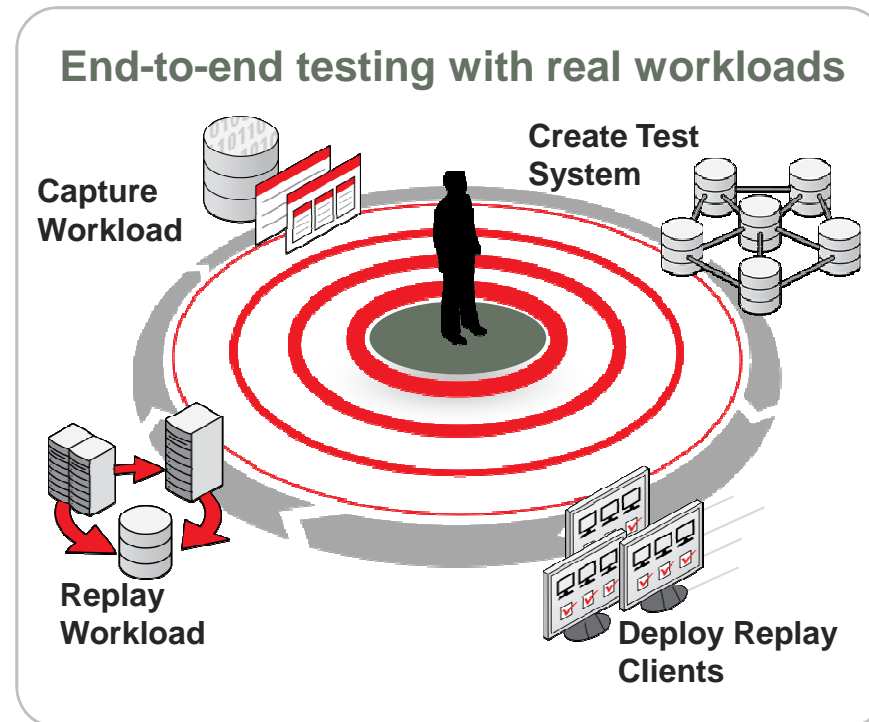 End-to-end testing with real workloads
Capture
Workload
Create Test
System
Deploy Replay
Clients
Replay
Workload